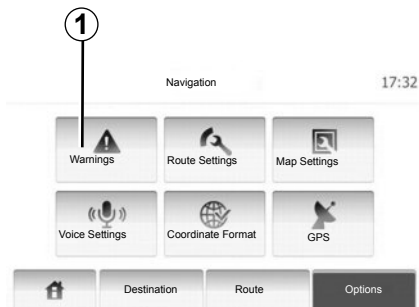 1
Navigation
17:32
Warnings
Route Settings
Map Settings
Voice Settings
Coordinate Format
GPS
Destination
Route
Options